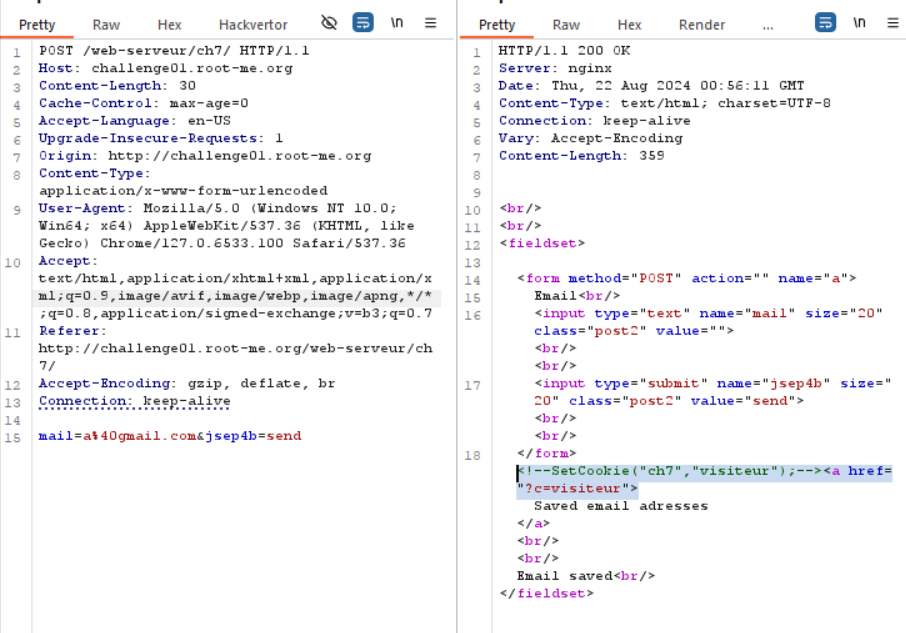 Pretty Raw Hex Hackvertor \n
1 POST /web-serveur/ch7/ HTTP/1.1
2 Host: challenge01.root-me.org
3 Content-Length: 30
4 Cache-Control: max-age=0
5 Accept-Language: en-US
6 Upgrade-Insecure-Requests: 1
7 Origin: http://challenge01.root-me.org
8 Content-Type:
application/x-www-form-urlencoded
9 User-Agent: Mozilla/5.0 (Windows NT 10.0;
Win64; x64) AppleWebKit/537.36 (KHTML, like
Gecko) Chrome/127.0.6533.100 Safari/537.36
10 Accept:
text/html,application/xhtml+xml,application/x
ml;q=0.9,image/avif,image/webp,image/apng,*/*
;q=0.8,application/signed-exchange;v=b3;q=0.7
11 Referer:
http://challenge01.root-me.org/web-serveur/ch
7/
12 Accept-Encoding: gzip, deflate, br
13 Connection: keep-alive
14
15 mail=a%40gmail.com&jsep4b=send
Pretty Raw Hex Render ... \n
1 HTTP/1.1 200 OK
2 Server: nginx
3 Date: Thu, 22 Aug 2024 00:56:11 GMT
4 Content-Type: text/html; charset=UTF-8
5 Connection: keep-alive
6 Vary: Accept-Encoding
7 Content-Length: 359
8
9
10 <br/>
11 <br/>
12 <fieldset>
13
14 <form method="POST" action="" name="a">
15 Email<br/>
16 <input type="text" name="mail" size="20"
class="post2" value="">
<br/>
<br/>
17 <input type="submit" name="jsep4b" size="
20" class="post2" value="send">
<br/>
<br/>
18 </form>
<!--SetCookie("ch7","visiteur");--><a href=
"?c=visiteur">
Saved email adresses
</a>
<br/>
<br/>
Email saved<br/>
</fieldset>